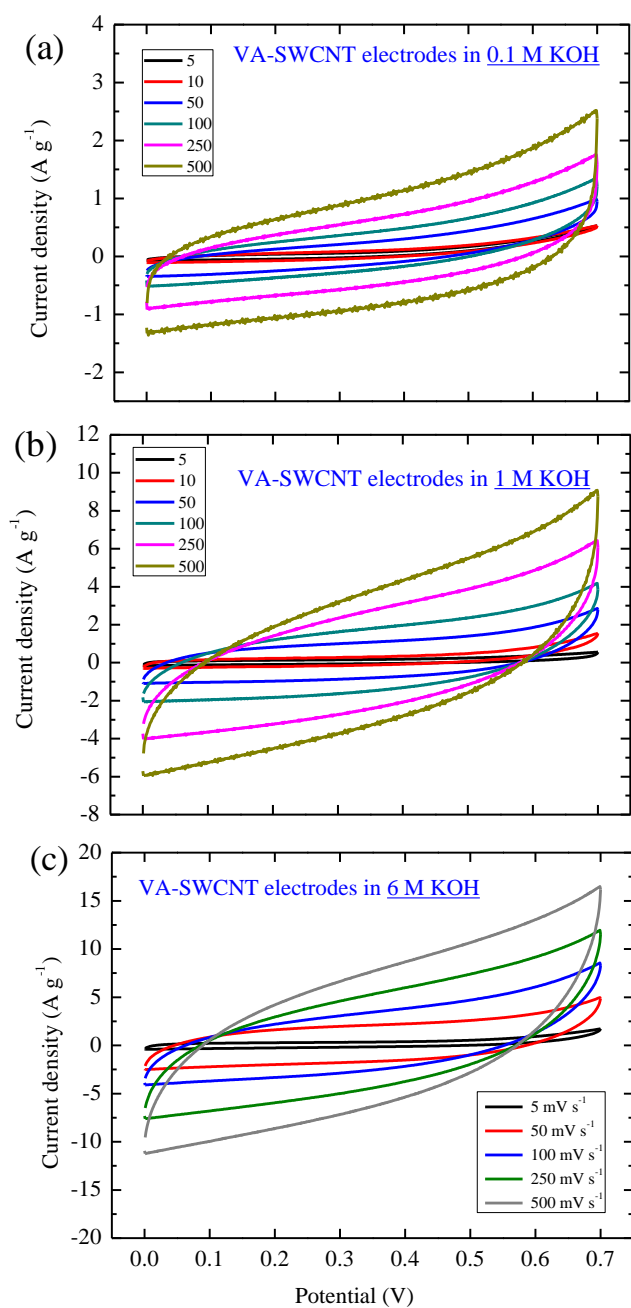 (a)
VA-SWCNT electrodes in 0.1 M KOH
5
10
50
100
250
500
4
3
2
1
0
-1
-2
Current density (A g⁻¹)
(b)
VA-SWCNT electrodes in 1 M KOH
5
10
50
100
250
500
12
10
8
6
4
2
0
-2
-4
-6
-8
Current density (A g⁻¹)
(c)
VA-SWCNT electrodes in 6 M KOH
20
15
10
5
0
-5
-10
-15
-20
Current density (A g⁻¹)
5 mV s⁻¹
50 mV s⁻¹
100 mV s⁻¹
250 mV s⁻¹
500 mV s⁻¹
0.0 0.1 0.2 0.3 0.4 0.5 0.6 0.7
Potential (V)